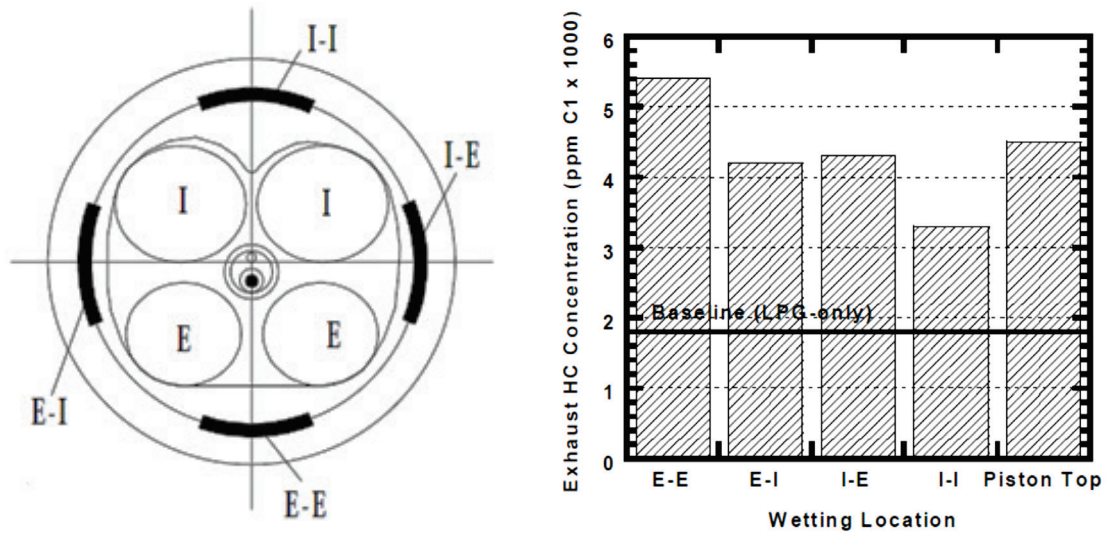 I-I
I-E
I I
E E
E-I
E-E
Exhaust HC Concentration (ppm C1 x 1000)
6
5
4
3
2
1
0
Baseline (LPG-only)
E-E E-I I-E I-I Piston Top
Wetting Location